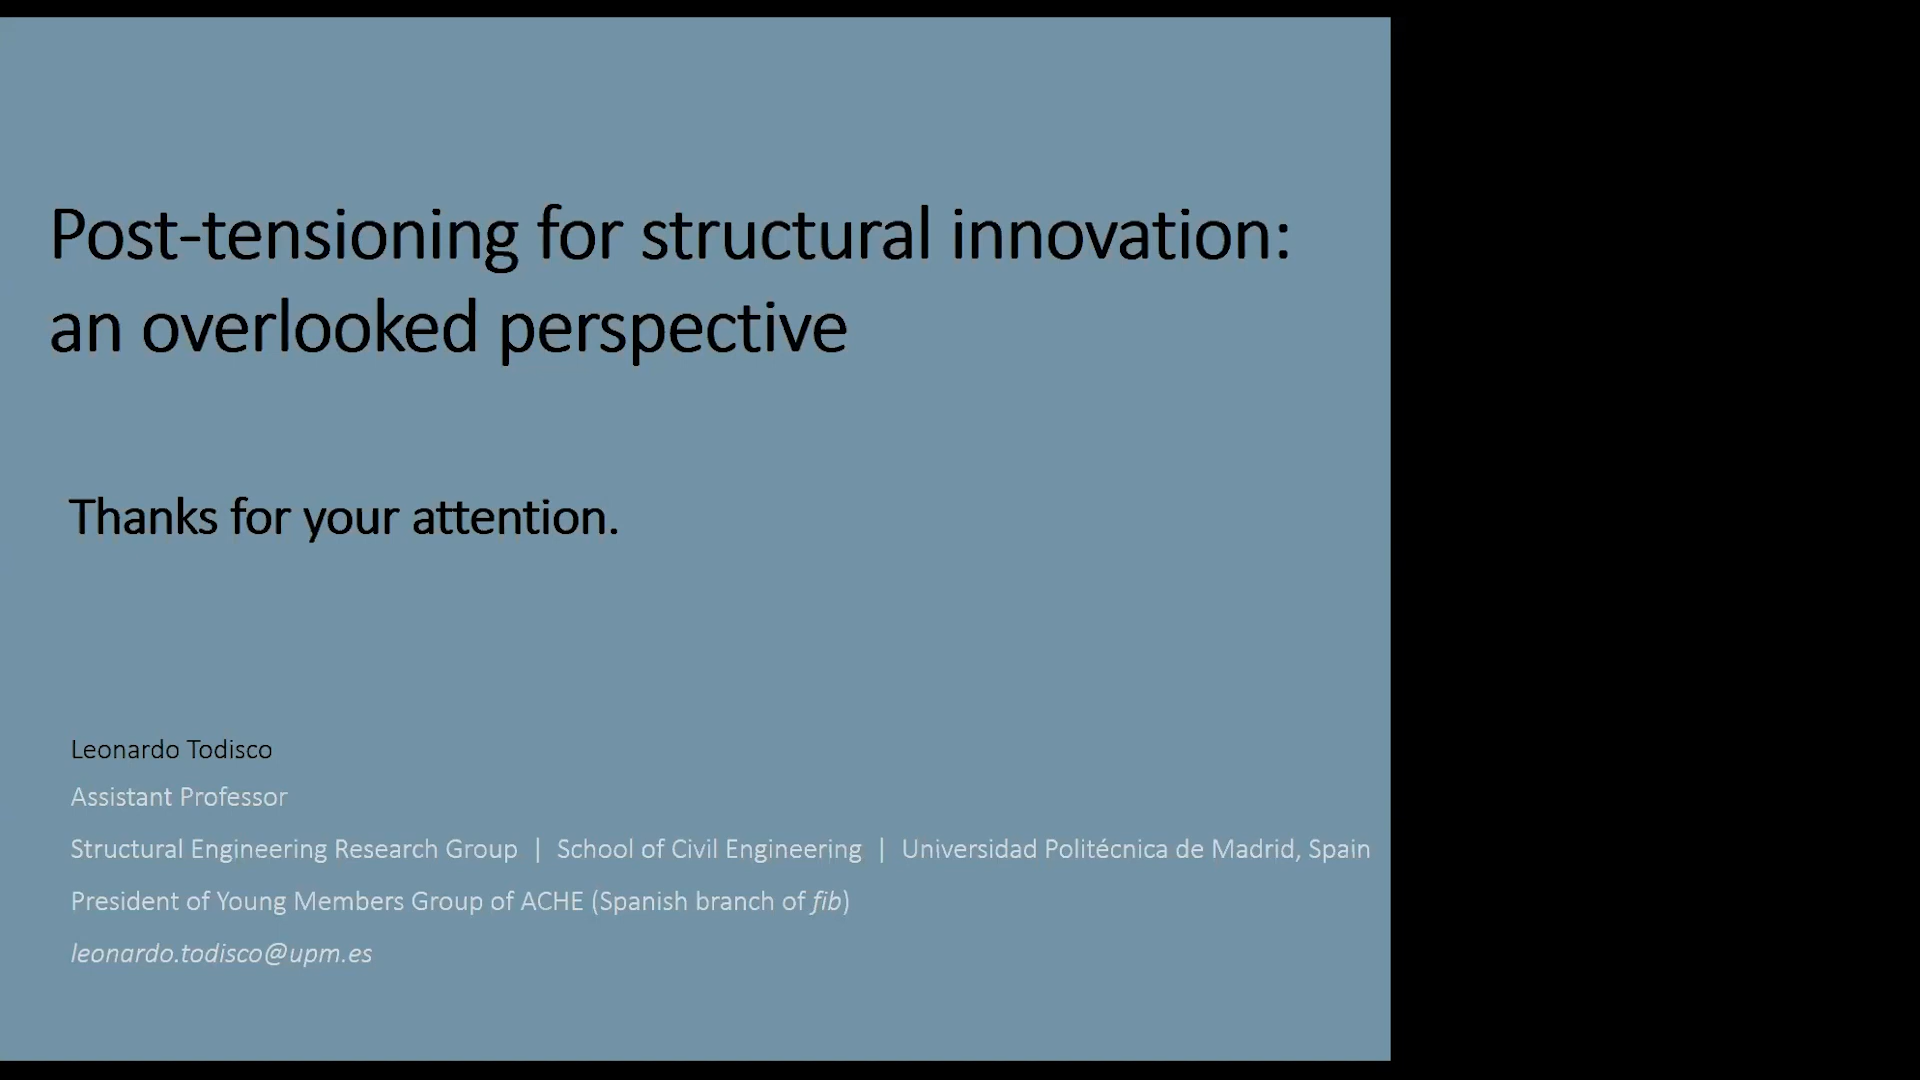 Post-tensioning for structural innovation:
an overlooked perspective
Thanks for your attention.
Leonardo Todisco
Assistant Professor
Structural Engineering Research Group | School of Civil Engineering | Universidad Politécnica de Madrid, Spain
President of Young Members Group of ACHE (Spanish branch of fib)
leonardo.todisco@upm.es